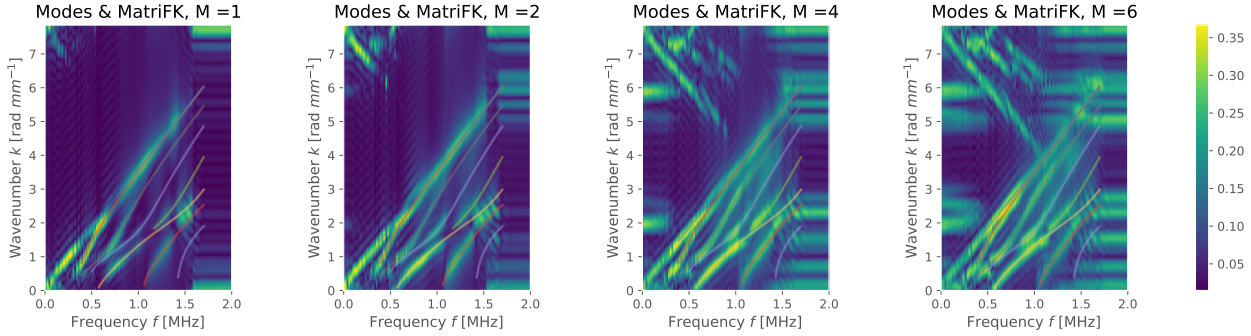 Modes & MatriFK, M =1
Modes & MatriFK, M =2
Modes & MatriFK, M =4
Modes & MatriFK, M =6
Wavenumber k [rad mm⁻¹]
7
6
5
4
3
2
1
0
0.0 0.5 1.0 1.5 2.0
Frequency f [MHz]
Wavenumber k [rad mm⁻¹]
7
6
5
4
3
2
1
0
0.0 0.5 1.0 1.5 2.0
Frequency f [MHz]
Wavenumber k [rad mm⁻¹]
7
6
5
4
3
2
1
0
0.0 0.5 1.0 1.5 2.0
Frequency f [MHz]
Wavenumber k [rad mm⁻¹]
7
6
5
4
3
2
1
0
0.0 0.5 1.0 1.5 2.0
Frequency f [MHz]
0.35
0.30
0.25
0.20
0.15
0.10
0.05